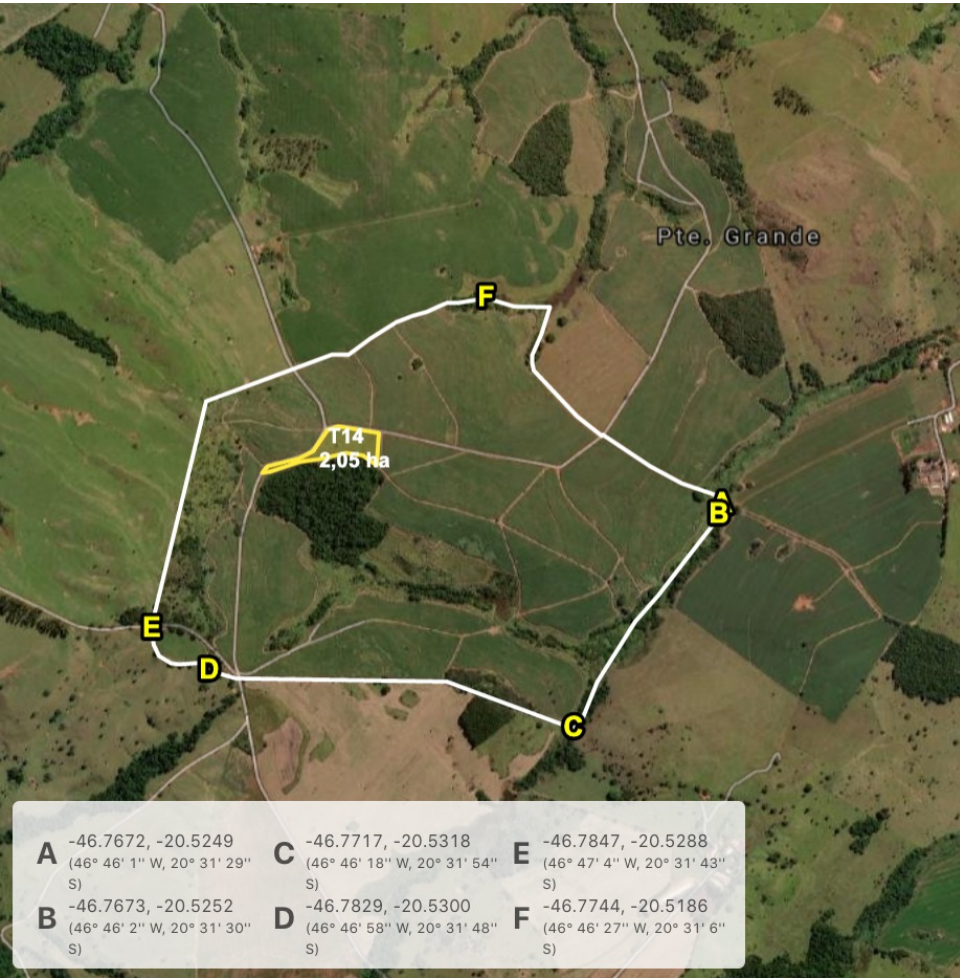 Pte. Grande
F
T14
2,05 ha
A
B
E
D
C
A -46.7672, -20.5249
(46° 46' 1'' W, 20° 31' 29''
S)
B -46.7673, -20.5252
(46° 46' 2'' W, 20° 31' 30''
S)
C -46.7717, -20.5318
(46° 46' 18'' W, 20° 31' 54''
S)
D -46.7829, -20.5300
(46° 46' 58'' W, 20° 31' 48''
S)
E -46.7847, -20.5288
(46° 47' 4'' W, 20° 31' 43''
S)
F -46.7744, -20.5186
(46° 46' 27'' W, 20° 31' 6''
S)